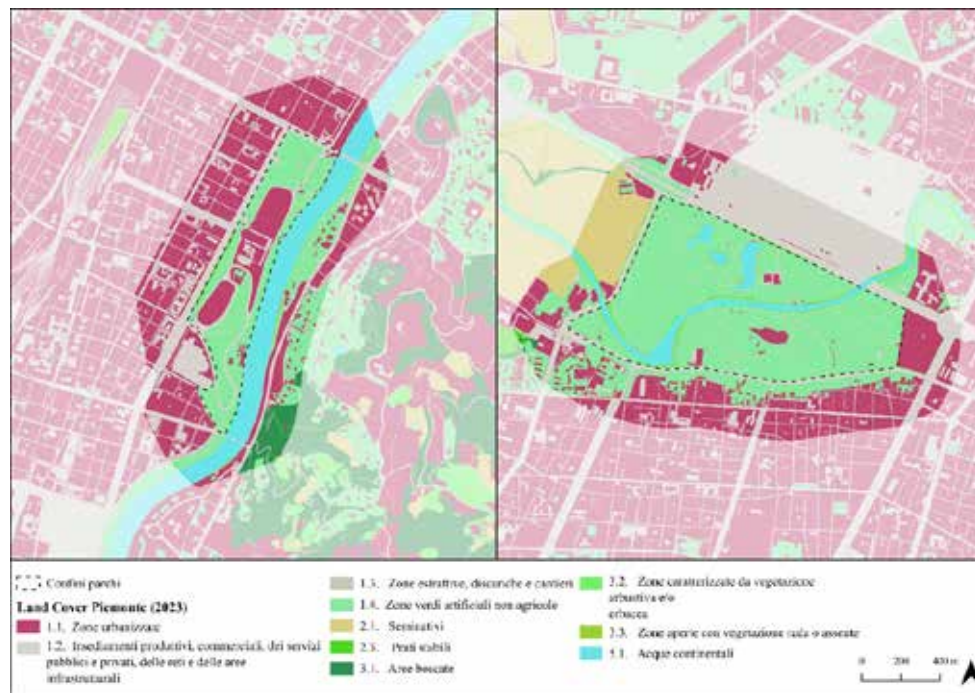 Confini parchi
Land Cover Piemonte (2023)
1.1. Zone urbanizzate
1.2. Insediamenti produttivi, commerciali, dei servizi
pubblici e privati, delle reti e delle aree
infrastrutturali
1.3. Zone estrattive, discariche e cantieri
1.4. Zone verdi artificiali non agricole
2.1. Seminativi
Prati stabili
3.1. Aree boscate
3.2. Zone caratterizzate da vegetazione
arbustiva e/o
erbacea
3.3. Zone aperte con vegetazione rada o assente
5.1. Acque continentali
0 200 400 m